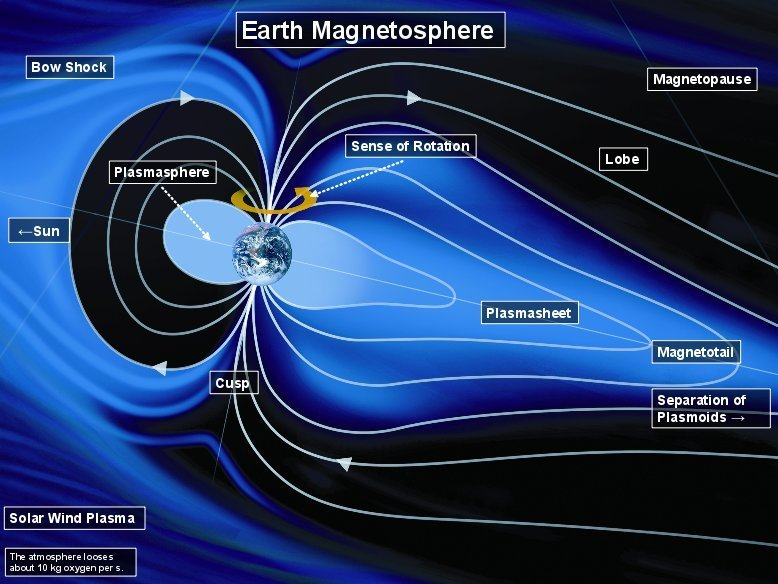 Earth Magnetosphere
Bow Shock
Magnetopause
Sense of Rotation
Lobe
Plasmasphere
←Sun
Plasmasheet
Magnetotail
Cusp
Separation of
Plasmoids →
Solar Wind Plasma
The atmosphere looses
about 10 kg oxygen per s.